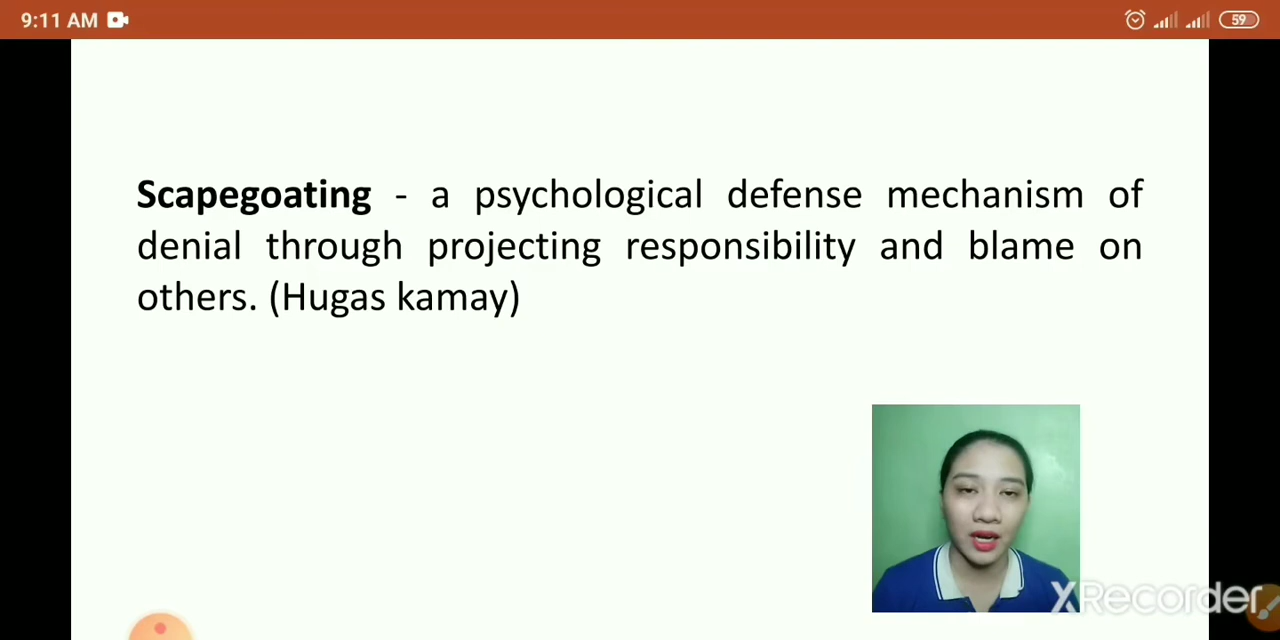 9:11 AM
59
Scapegoating - a psychological defense mechanism of
denial through projecting responsibility and blame on
others. (Hugas kamay)
XRecorder